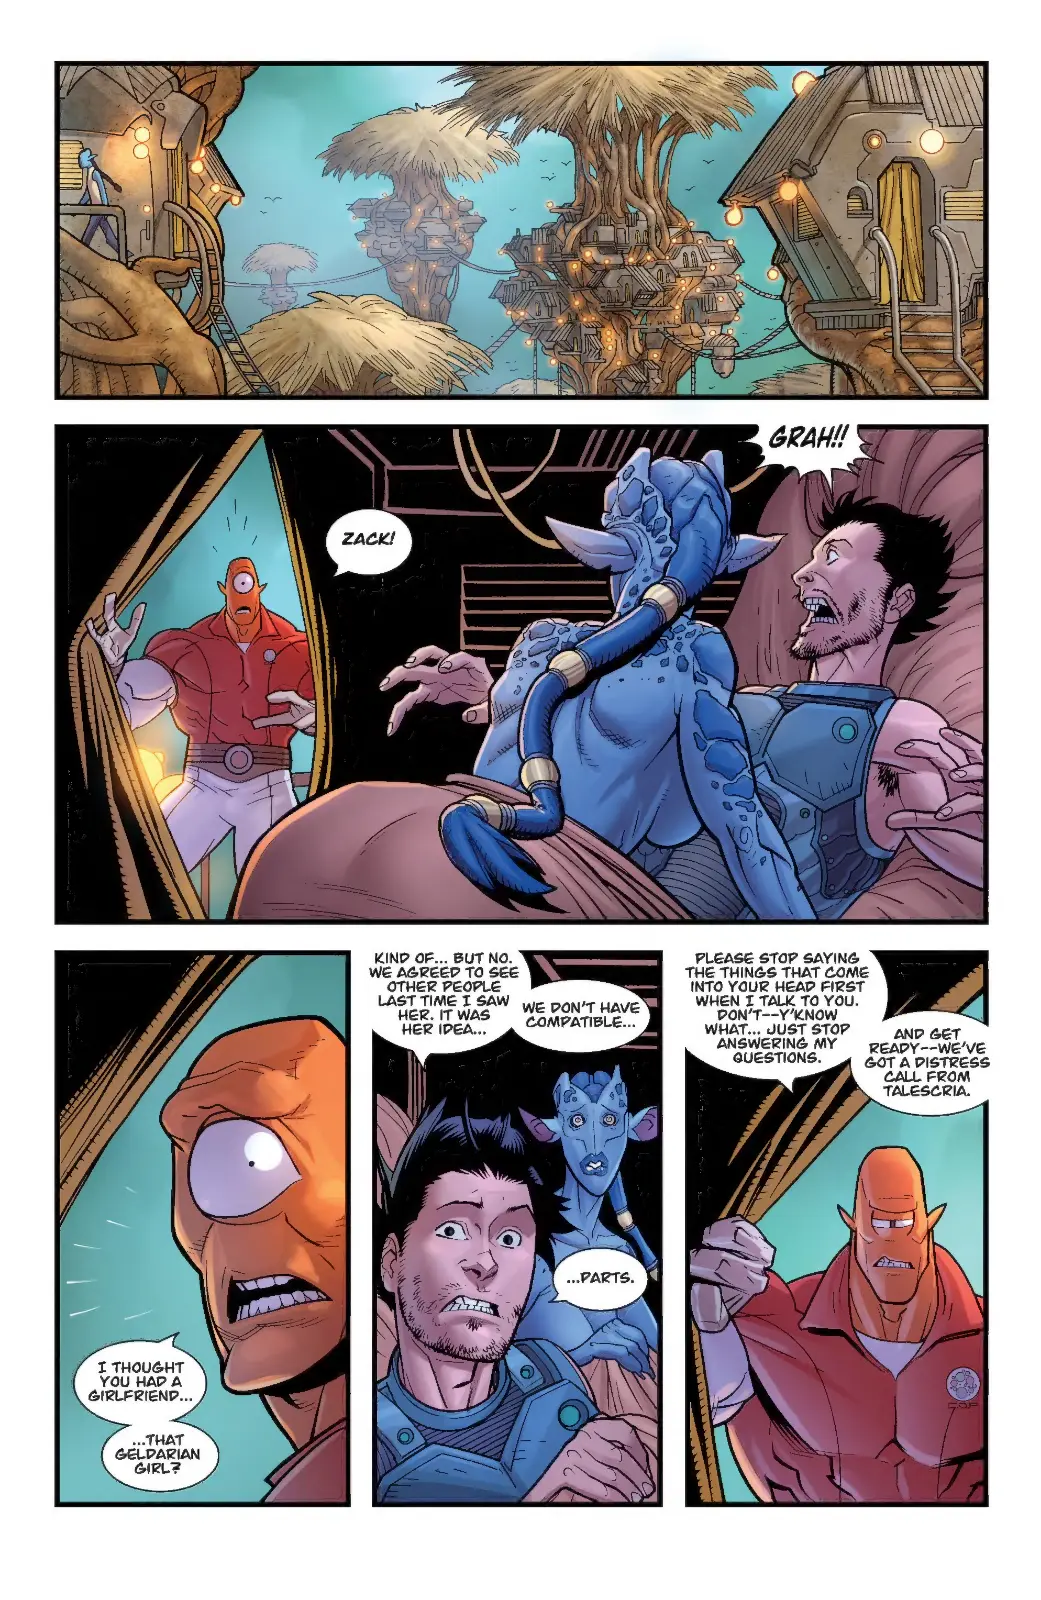 GRAH!!
ZACK!
I THOUGHT
YOU HAD A
GIRLFRIEND...
...THAT
GELDARIAN
GIRL?
KIND OF... BUT NO.
WE AGREED TO SEE
OTHER PEOPLE
LAST TIME I SAW
HER. IT WAS
HER IDEA...
WE DON'T HAVE
COMPATIBLE...
...PARTS.
PLEASE STOP SAYING
THE THINGS THAT COME
INTO YOUR HEAD FIRST
WHEN I TALK TO YOU.
DON'T--Y'KNOW
WHAT... JUST STOP
ANSWERING MY
QUESTIONS.
AND GET
READY--WE'VE
GOT A DISTRESS
CALL FROM
TALESCRIA.